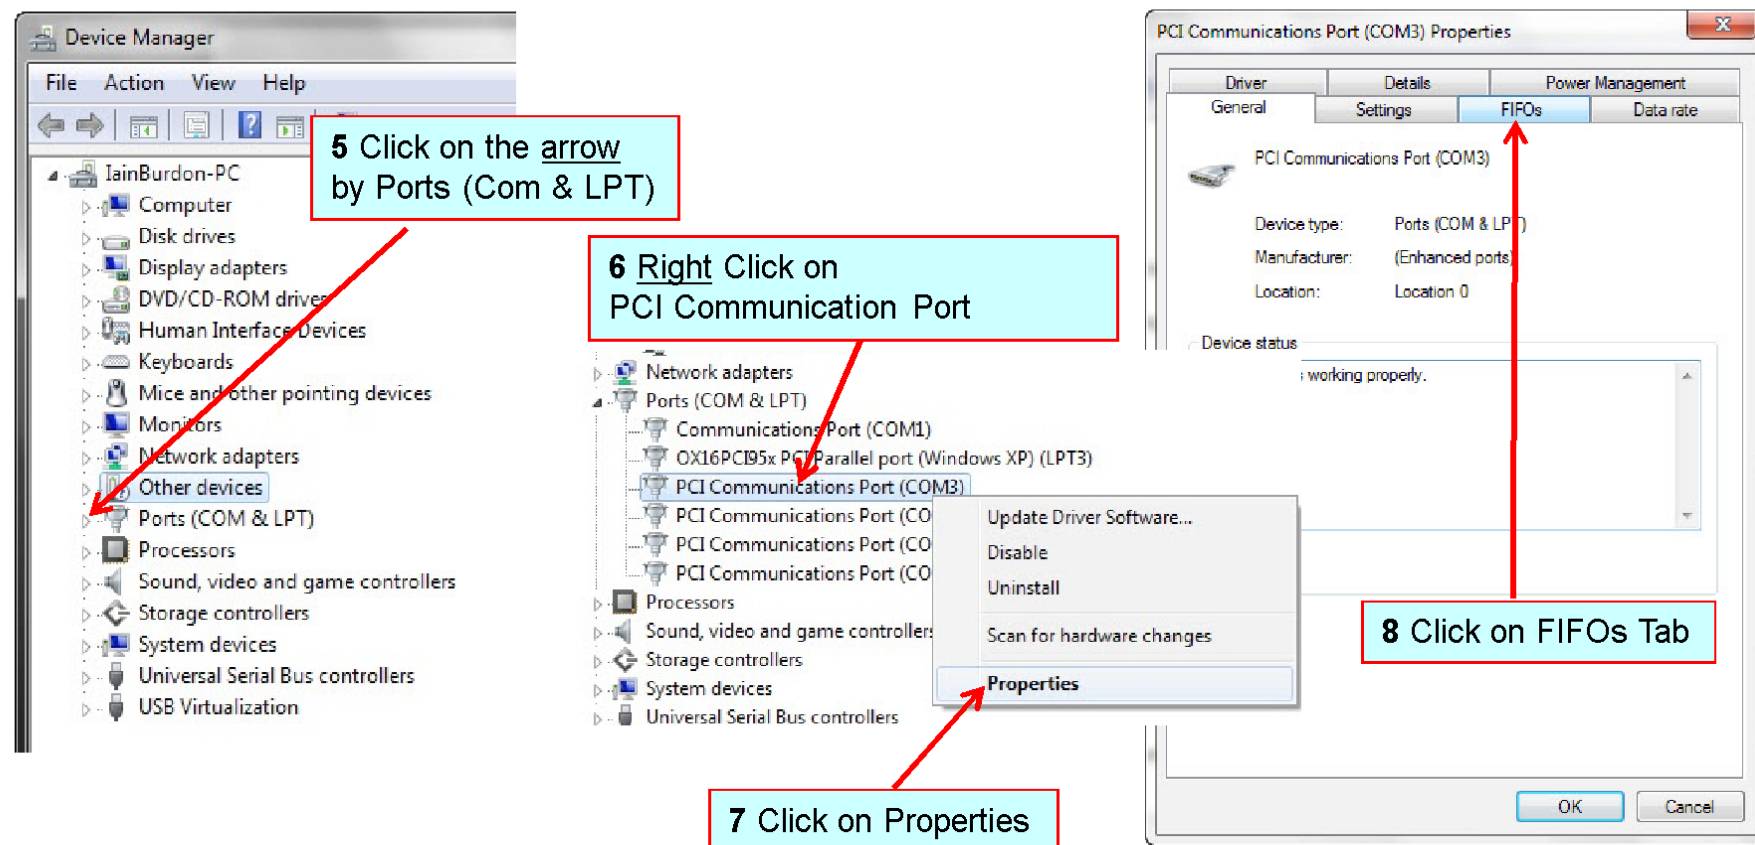 Device Manager
File Action View Help
5 Click on the arrow
by Ports (Com & LPT)
IainBurdon-PC
Computer
Disk drives
Display adapters
DVD/CD-ROM drives
Human Interface Devices
Keyboards
Mice and other pointing devices
Monitors
Network adapters
Other devices
Ports (COM & LPT)
Processors
Sound, video and game controllers
Storage controllers
System devices
Universal Serial Bus controllers
USB Virtualization
6 Right Click on
PCI Communication Port
Network adapters
Ports (COM & LPT)
Communications Port (COM1)
OX16PCI95x PCI Parallel port (Windows XP) (LPT3)
PCI Communications Port (COM3)
PCI Communications Port (CO
PCI Communications Port (CO
PCI Communications Port (CO
Processors
Sound, video and game controllers
Storage controllers
System devices
Universal Serial Bus controllers
Update Driver Software...
Disable
Uninstall
Scan for hardware changes
Properties
7 Click on Properties
PCI Communications Port (COM3) Properties
Driver Details Power Management
General Settings FIFOs Data rate
PCI Communications Port (COM3)
Device type: Ports (COM & LPT)
Manufacturer: (Enhanced ports)
Location: Location 0
Device status
working properly.
8 Click on FIFOs Tab
OK Cancel